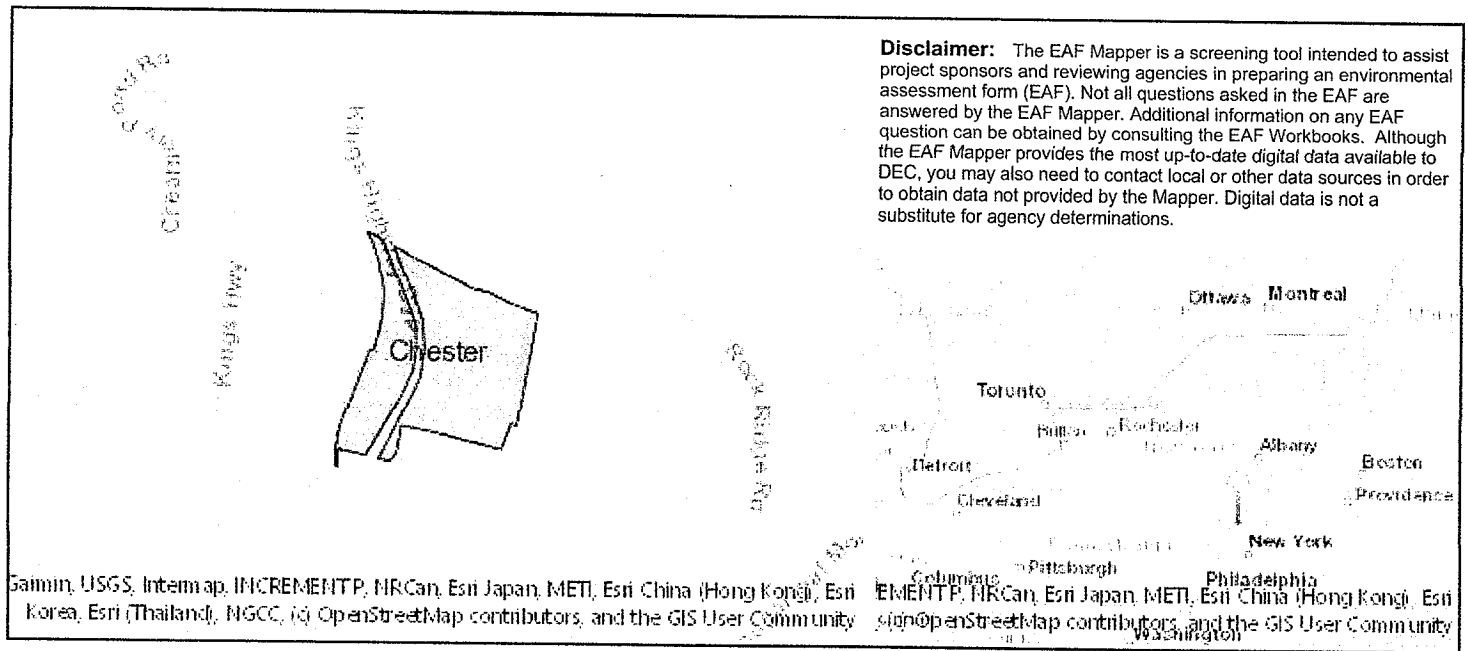 Disclaimer: The EAF Mapper is a screening tool intended to assist
project sponsors and reviewing agencies in preparing an environmental
assessment form (EAF). Not all questions asked in the EAF are
answered by the EAF Mapper. Additional information on any EAF
question can be obtained by consulting the EAF Workbooks. Although
the EAF Mapper provides the most up-to-date digital data available to
DEC, you may also need to contact local or other data sources in order
to obtain data not provided by the Mapper. Digital data is not a
substitute for agency determinations.
Kings Hwy
Chester
Kings Hwy
Rock Ridge Rd
Ottawa Montreal
Toronto
Rochester
Albany
Detroit
Boston
Cleveland
Providence
New York
Columbus
Pittsburgh
Philadelphia
Washington
Garmin, USGS, Intermap, INCREMENT P, NRCan, Esri Japan, METI, Esri China (Hong Kong), Esri
Korea, Esri (Thailand), NGCC, (c) OpenStreetMap contributors, and the GIS User Community
EMENT P, NRCan, Esri Japan, METI, Esri China (Hong Kong), Esri
OpenStreetMap contributors, and the GIS User Community